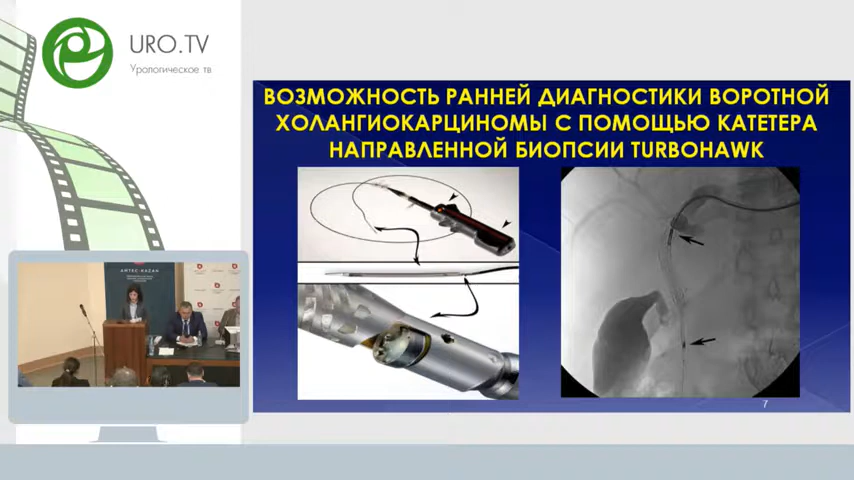 URO.TV
Урологическое тв
ВОЗМОЖНОСТЬ РАННЕЙ ДИАГНОСТИКИ ВОРОТНОЙ
ХОЛАНГИОКАРЦИНОМЫ С ПОМОЩЬЮ КАТЕТЕРА
НАПРАВЛЕННОЙ БИОПСИИ TURBOHAWK
7